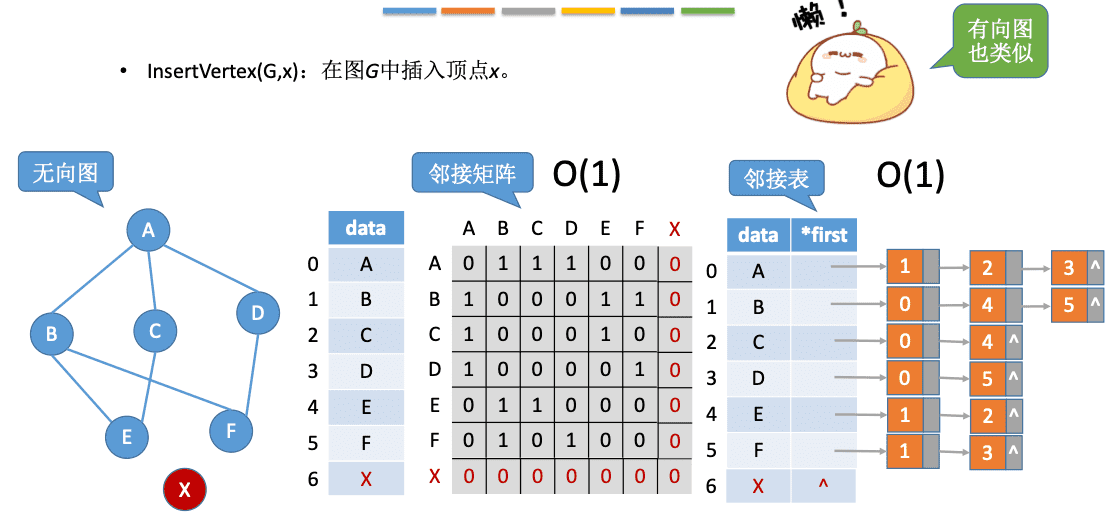 懒！
有向图
也类似
• InsertVertex(G,x)：在图G中插入顶点x。
无向图
A
B
C
D
E
F
X
邻接矩阵
O(1)
data
0 A
1 B
2 C
3 D
4 E
5 F
6 X
A B C D E F X
A 0 1 1 1 0 0 0
B 1 0 0 0 1 1 0
C 1 0 0 0 1 0 0
D 1 0 0 0 0 1 0
E 0 1 1 0 0 0 0
F 0 1 0 1 0 0 0
X 0 0 0 0 0 0 0
邻接表
O(1)
data *first
0 A 1 2 3 ^
1 B 0 4 5 ^
2 C 0 4 ^
3 D 0 5 ^
4 E 1 2 ^
5 F 1 3 ^
6 X ^